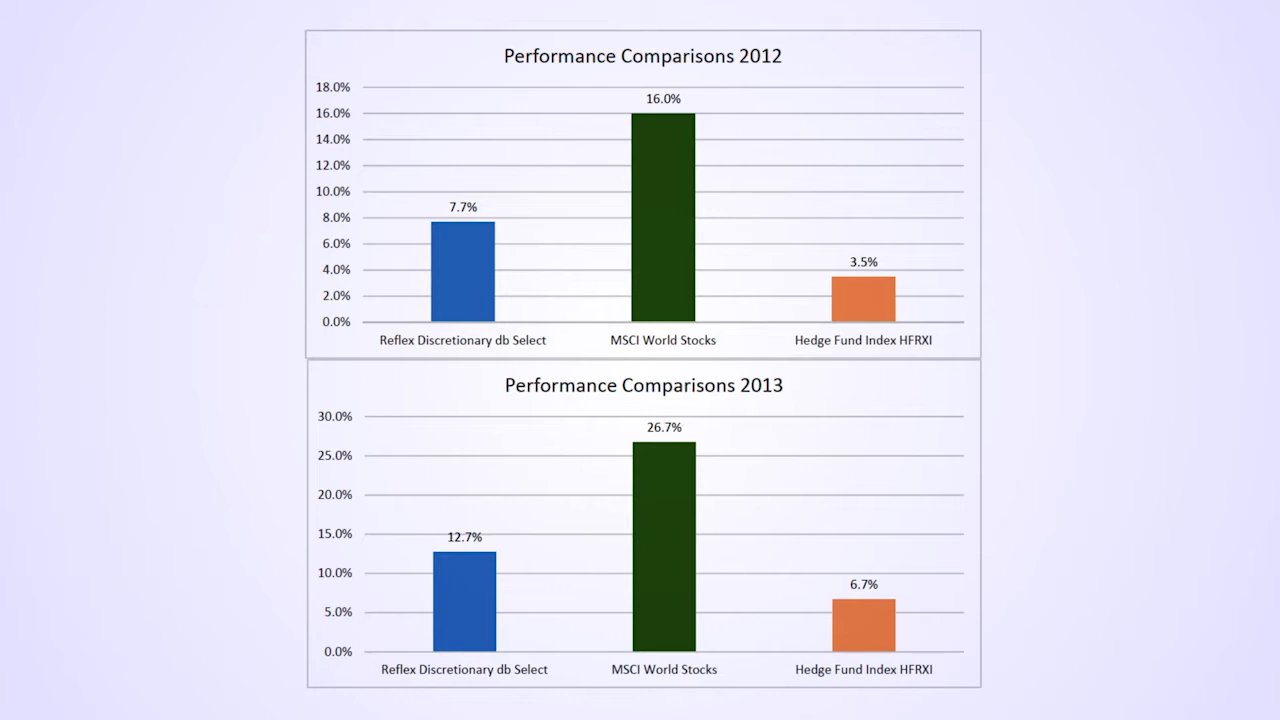 Performance Comparisons 2012
18.0%
16.0%
14.0%
12.0%
10.0%
8.0%
6.0%
4.0%
2.0%
0.0%
7.7%
16.0%
3.5%
Reflex Discretionary db Select
MSCI World Stocks
Hedge Fund Index HFRXI
Performance Comparisons 2013
30.0%
25.0%
20.0%
15.0%
10.0%
5.0%
0.0%
12.7%
26.7%
6.7%
Reflex Discretionary db Select
MSCI World Stocks
Hedge Fund Index HFRXI